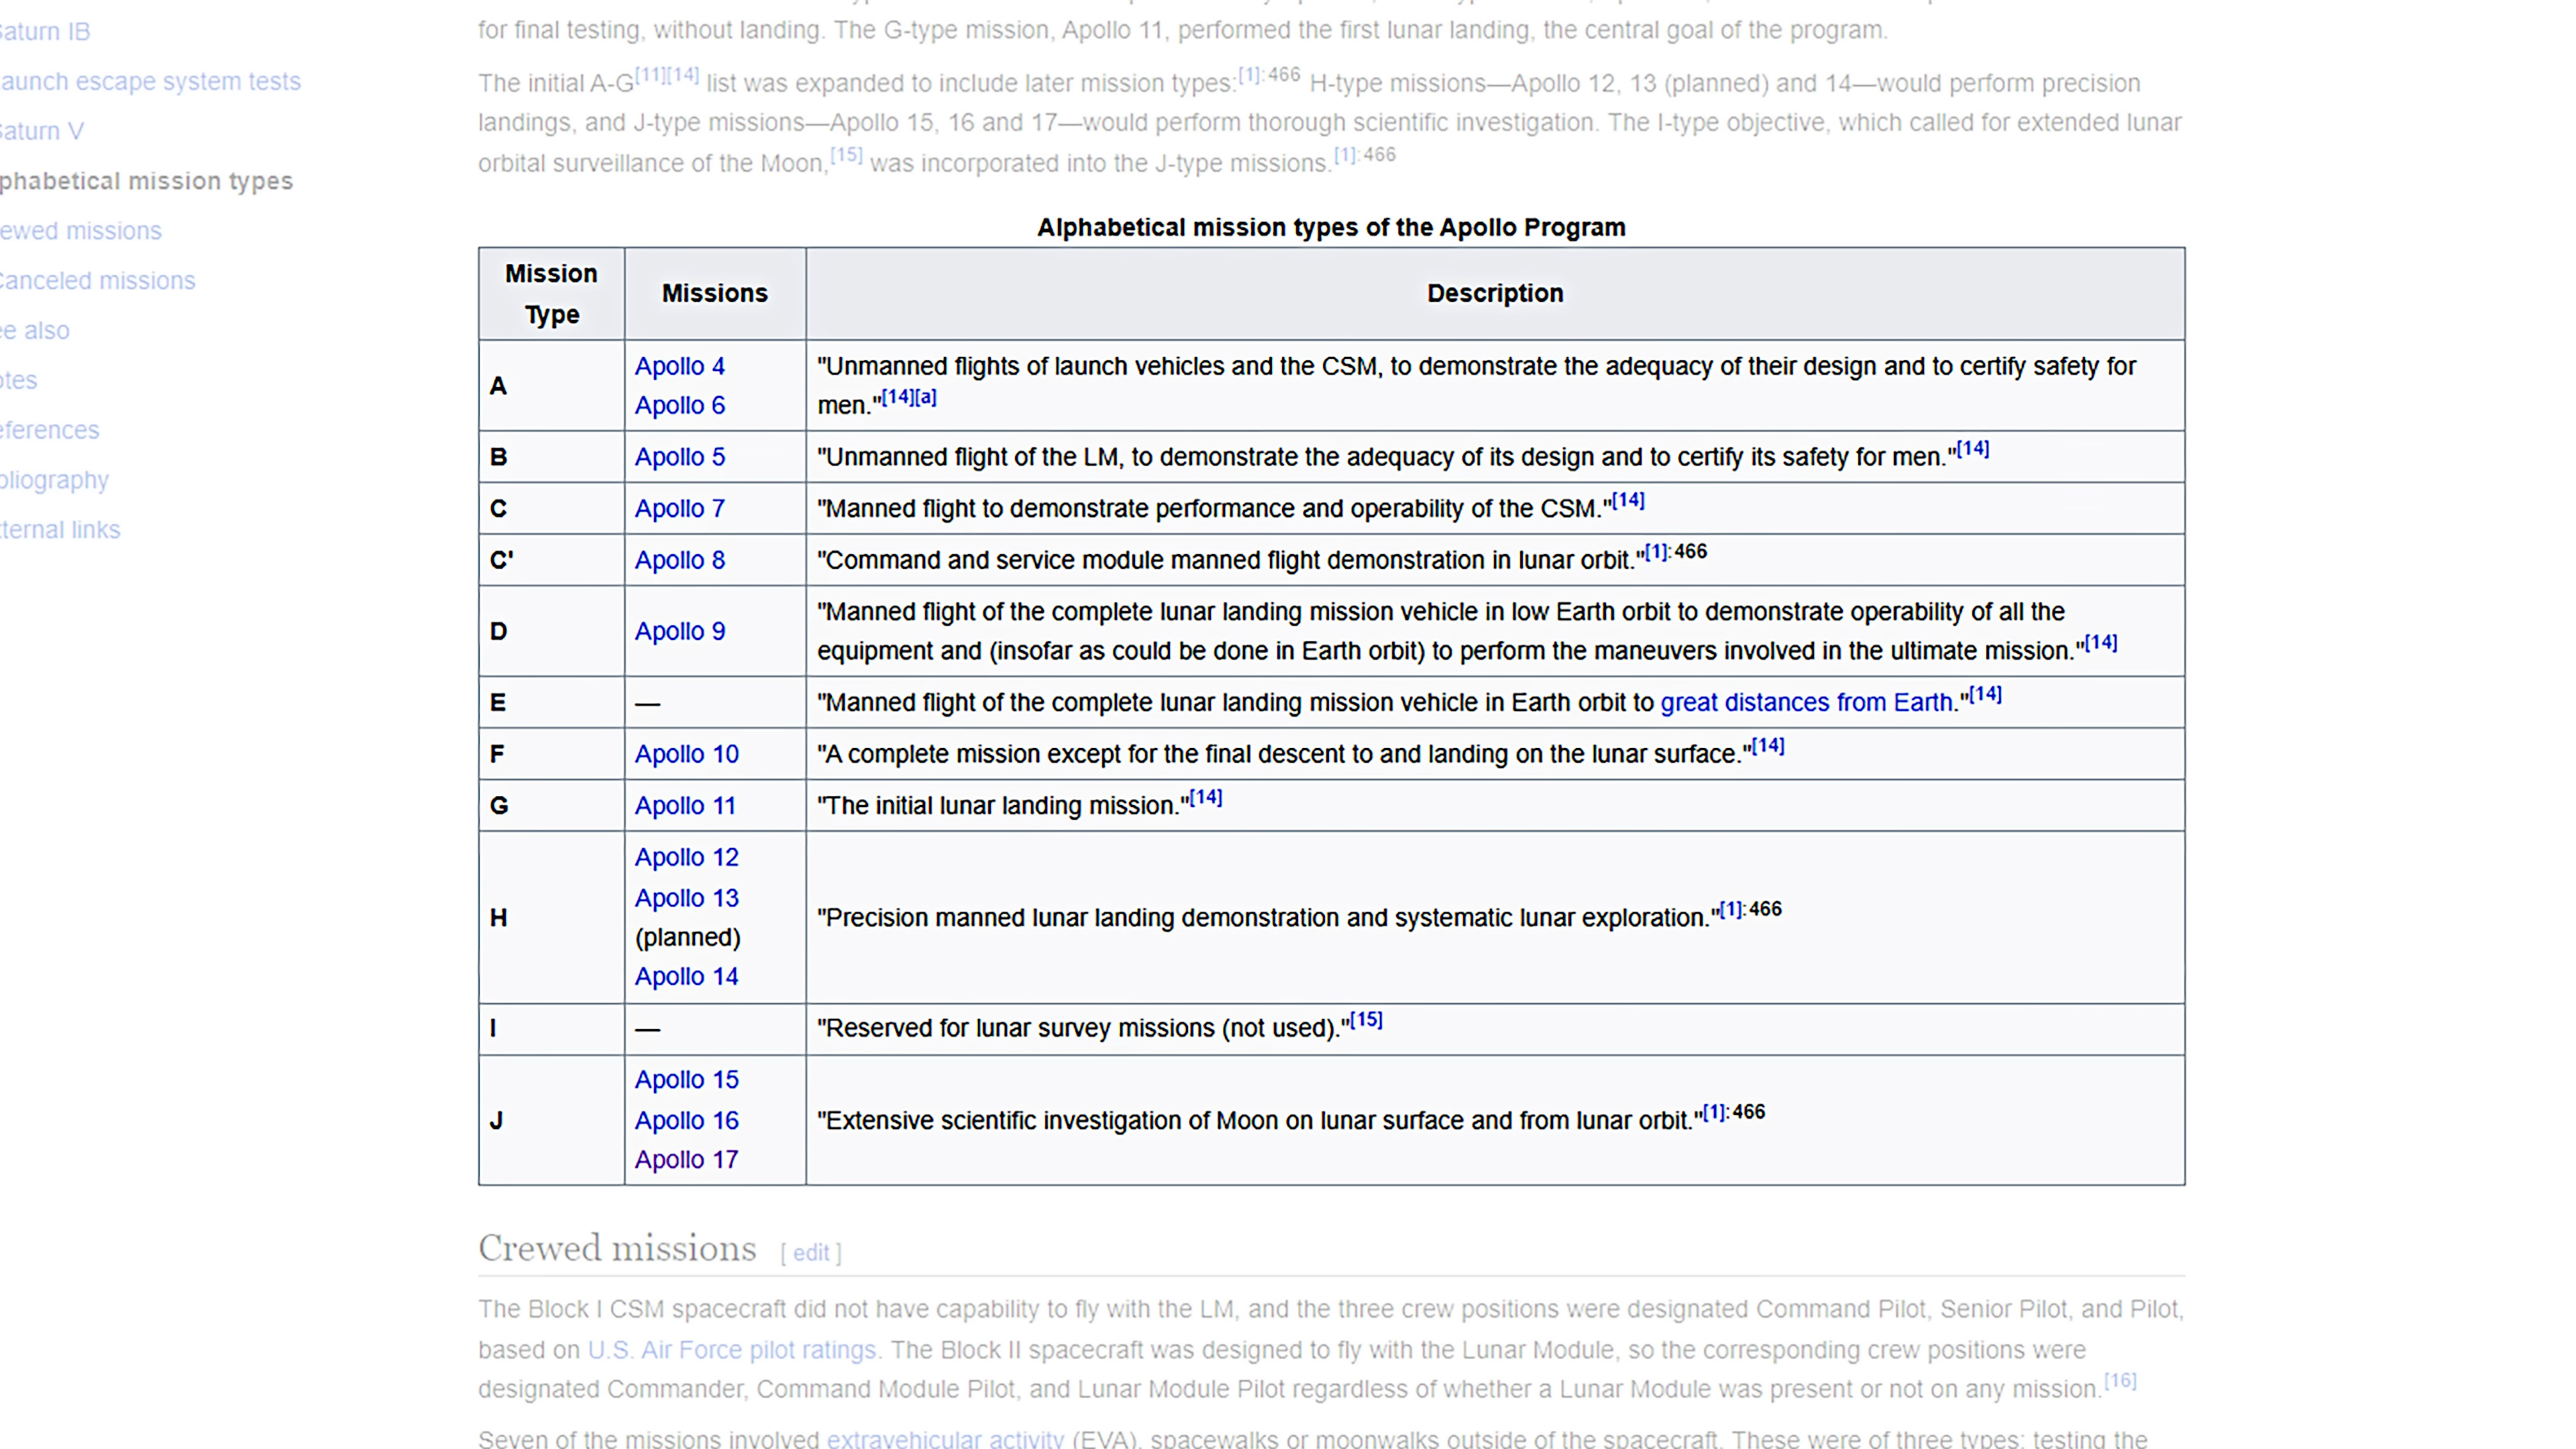 for final testing, without landing. The G-type mission, Apollo 11, performed the first lunar landing, the central goal of the program.
The initial A-G[11][14] list was expanded to include later mission types:[1]:466 H-type missions—Apollo 12, 13 (planned) and 14—would perform precision
landings, and J-type missions—Apollo 15, 16 and 17—would perform thorough scientific investigation. The I-type objective, which called for extended lunar
orbital surveillance of the Moon,[15] was incorporated into the J-type missions.[1]:466
Saturn IB
aunch escape system tests
Saturn V
phabetical mission types
ewed missions
Canceled missions
ee also
otes
eferences
bliography
ternal links
Alphabetical mission types of the Apollo Program
Mission
Type
Missions
Description
A
Apollo 4
Apollo 6
"Unmanned flights of launch vehicles and the CSM, to demonstrate the adequacy of their design and to certify safety for
men."[14][a]
B
Apollo 5
"Unmanned flight of the LM, to demonstrate the adequacy of its design and to certify its safety for men."[14]
C
Apollo 7
"Manned flight to demonstrate performance and operability of the CSM."[14]
C'
Apollo 8
"Command and service module manned flight demonstration in lunar orbit."[1]:466
D
Apollo 9
"Manned flight of the complete lunar landing mission vehicle in low Earth orbit to demonstrate operability of all the
equipment and (insofar as could be done in Earth orbit) to perform the maneuvers involved in the ultimate mission."[14]
E
—
"Manned flight of the complete lunar landing mission vehicle in Earth orbit to great distances from Earth."[14]
F
Apollo 10
"A complete mission except for the final descent to and landing on the lunar surface."[14]
G
Apollo 11
"The initial lunar landing mission."[14]
H
Apollo 12
Apollo 13
(planned)
Apollo 14
"Precision manned lunar landing demonstration and systematic lunar exploration."[1]:466
I
—
"Reserved for lunar survey missions (not used)."[15]
J
Apollo 15
Apollo 16
Apollo 17
"Extensive scientific investigation of Moon on lunar surface and from lunar orbit."[1]:466
Crewed missions [ edit ]
The Block I CSM spacecraft did not have capability to fly with the LM, and the three crew positions were designated Command Pilot, Senior Pilot, and Pilot,
based on U.S. Air Force pilot ratings. The Block II spacecraft was designed to fly with the Lunar Module, so the corresponding crew positions were
designated Commander, Command Module Pilot, and Lunar Module Pilot regardless of whether a Lunar Module was present or not on any mission.[16]
Seven of the missions involved extravehicular activity (EVA), spacewalks or moonwalks outside of the spacecraft. These were of three types: testing the